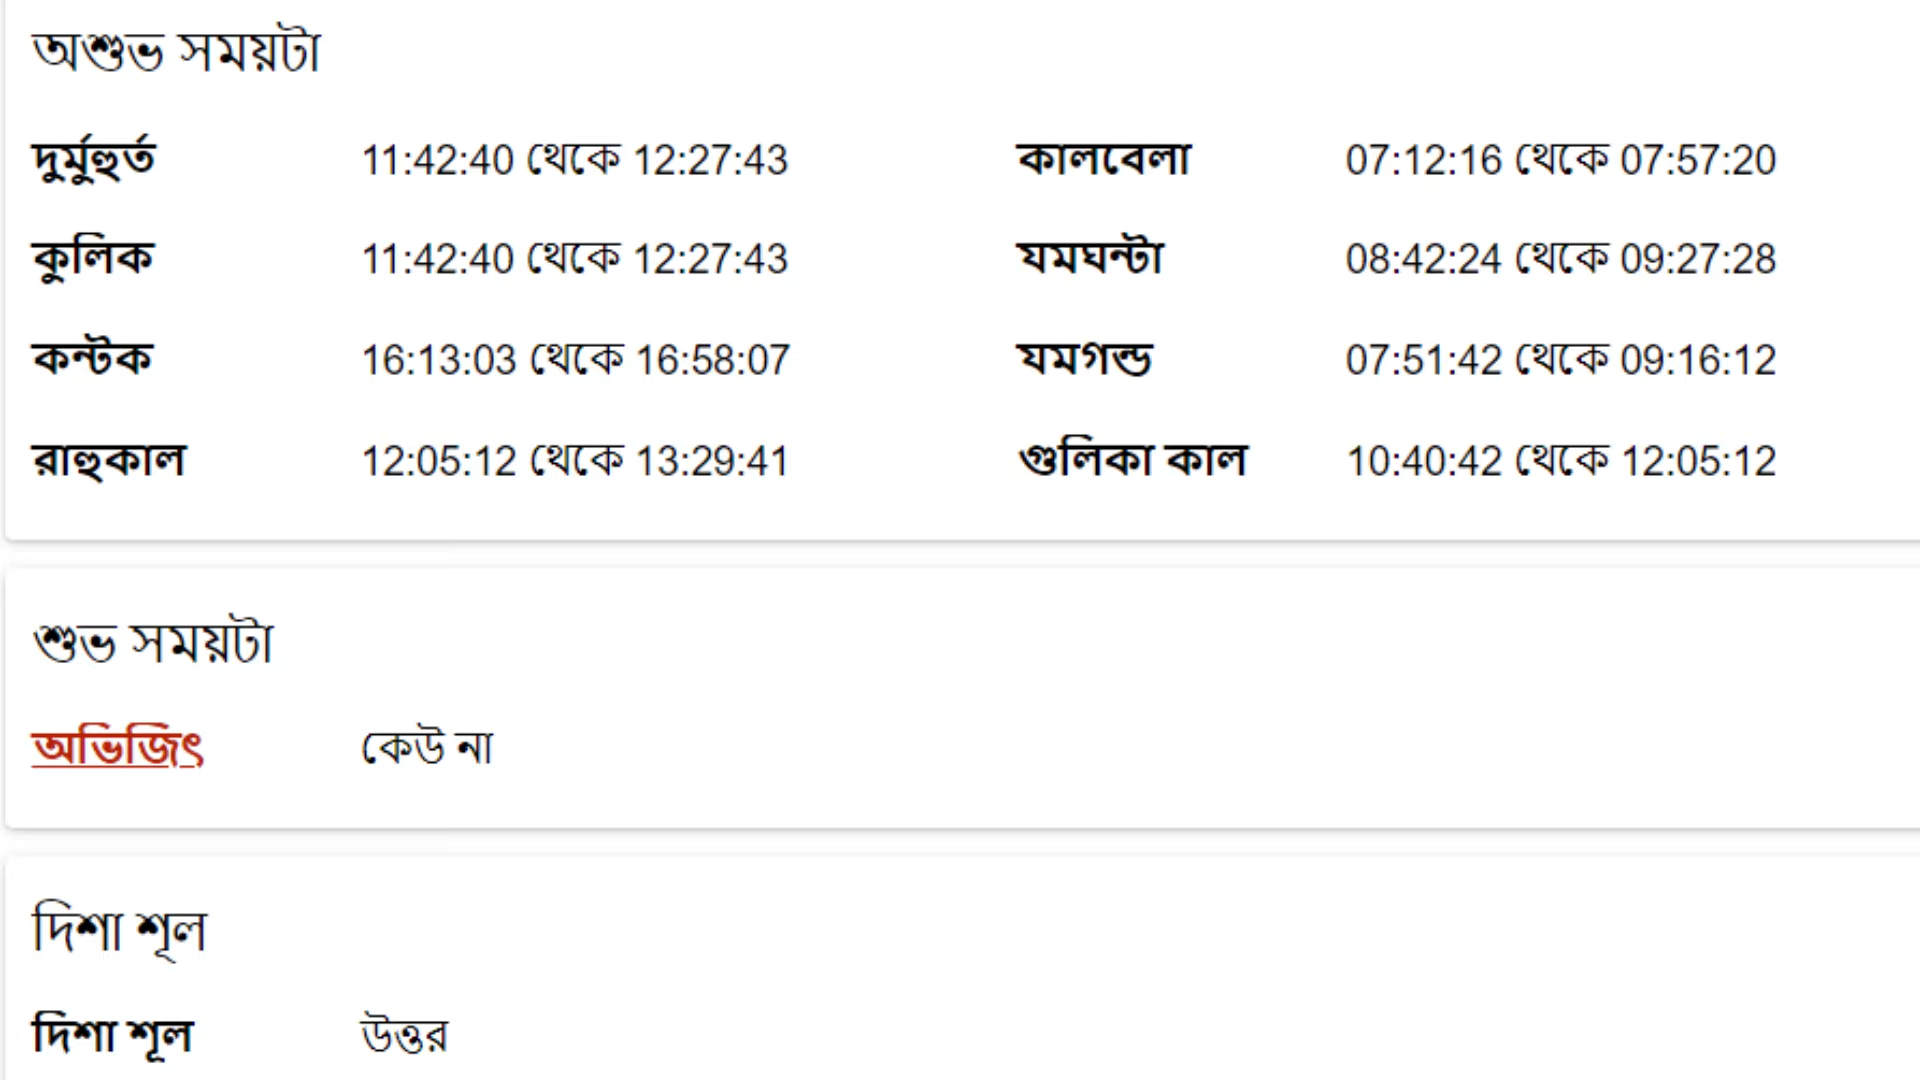 অশুভ সময়টা
দুর্মুহুর্ত 11:42:40 থেকে 12:27:43 কালবেলা 07:12:16 থেকে 07:57:20
কুলিক 11:42:40 থেকে 12:27:43 যমঘন্টা 08:42:24 থেকে 09:27:28
কন্টক 16:13:03 থেকে 16:58:07 যমগন্ড 07:51:42 থেকে 09:16:12
রাহুকাল 12:05:12 থেকে 13:29:41 গুলিকা কাল 10:40:42 থেকে 12:05:12
শুভ সময়টা
অভিজিৎ কেউ না
দিশা শূল
দিশা শূল উত্তর